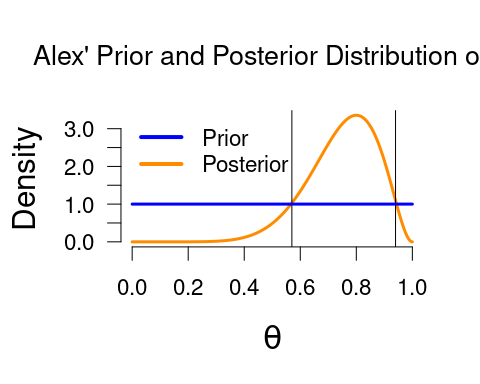 Alex' Prior and Posterior Distribution o
Density
3.0
2.0
1.0
0.0
Prior
Posterior
0.0 0.2 0.4 0.6 0.8 1.0
θ